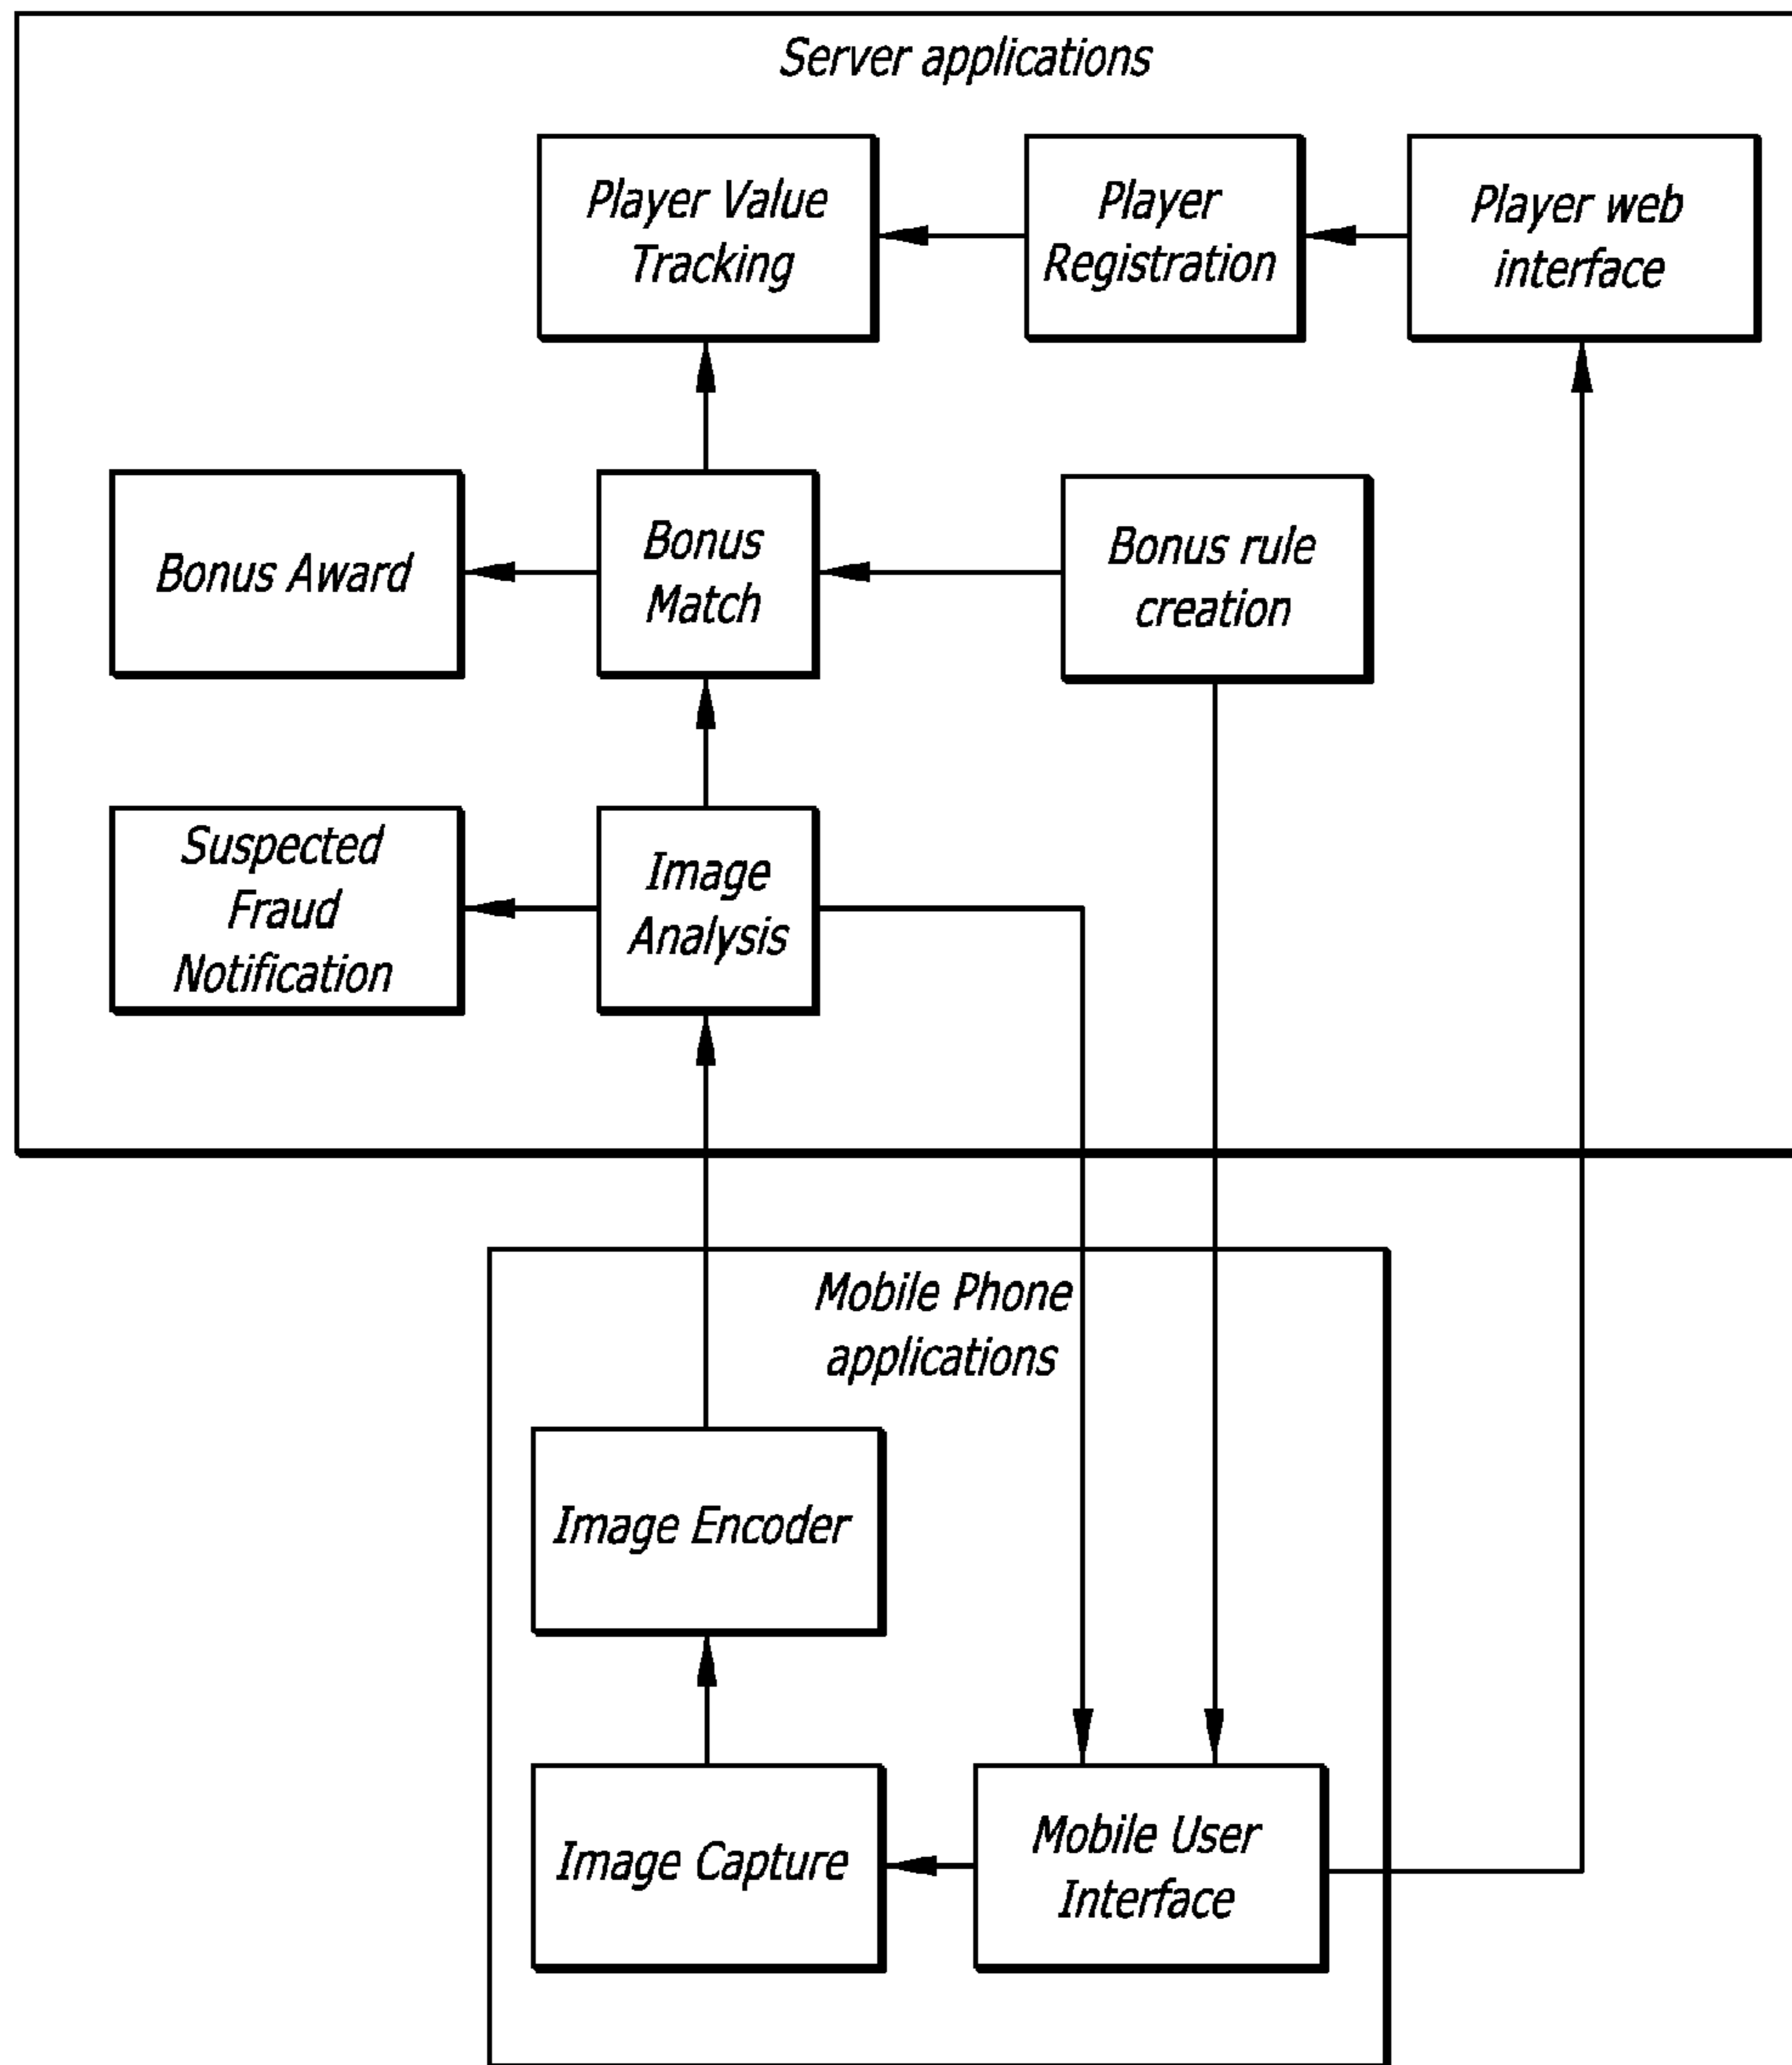 Server applications
Player Value
Tracking
Player
Registration
Player web
interface
Bonus Award
Bonus
Match
Bonus rule
creation
Suspected
Fraud
Notification
Image
Analysis
Mobile Phone
applications
Image Encoder
Image Capture
Mobile User
Interface